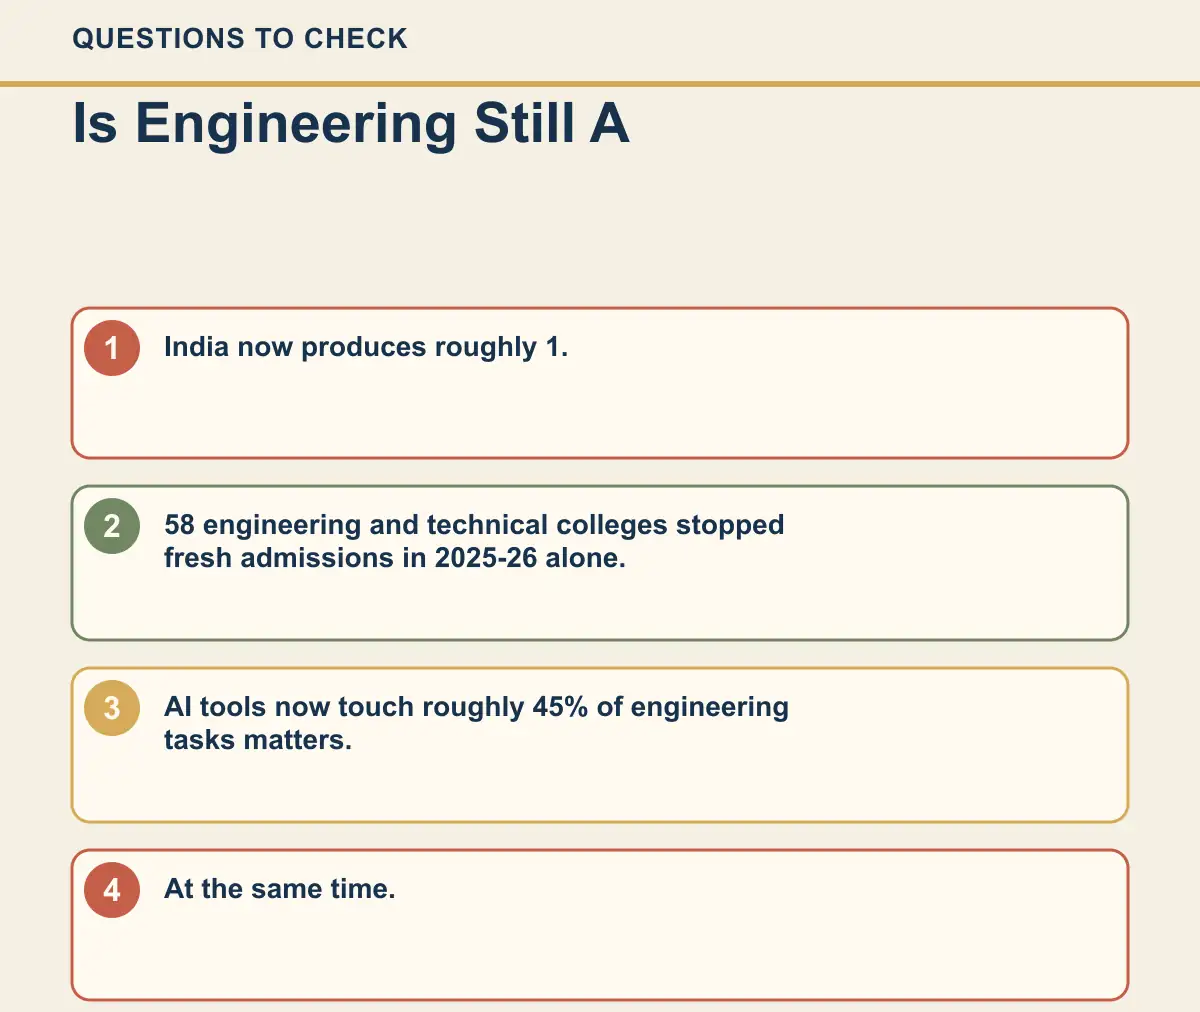 QUESTIONS TO CHECK
Is Engineering Still A
1
India now produces roughly 1.
2
58 engineering and technical colleges stopped
fresh admissions in 2025-26 alone.
3
AI tools now touch roughly 45% of engineering
tasks matters.
4
At the same time.